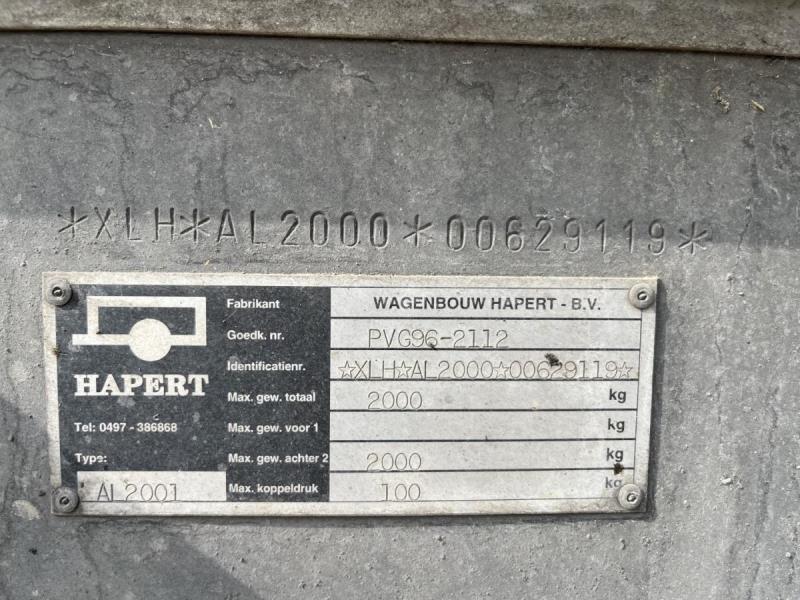 *XLH*AL2000*00629119*
HAPERT
Tel: 0497 - 386868
Type:
AL2001
Fabrikant WAGENBOUW HAPERT - B.V.
Goedk. nr. PVG96-2112
Identificatienr. ☆XLH☆AL2000☆00629119☆
Max. gew. totaal 2000 kg
Max. gew. voor 1 kg
Max. gew. achter 2 2000 kg
Max. koppeldruk 100 kg